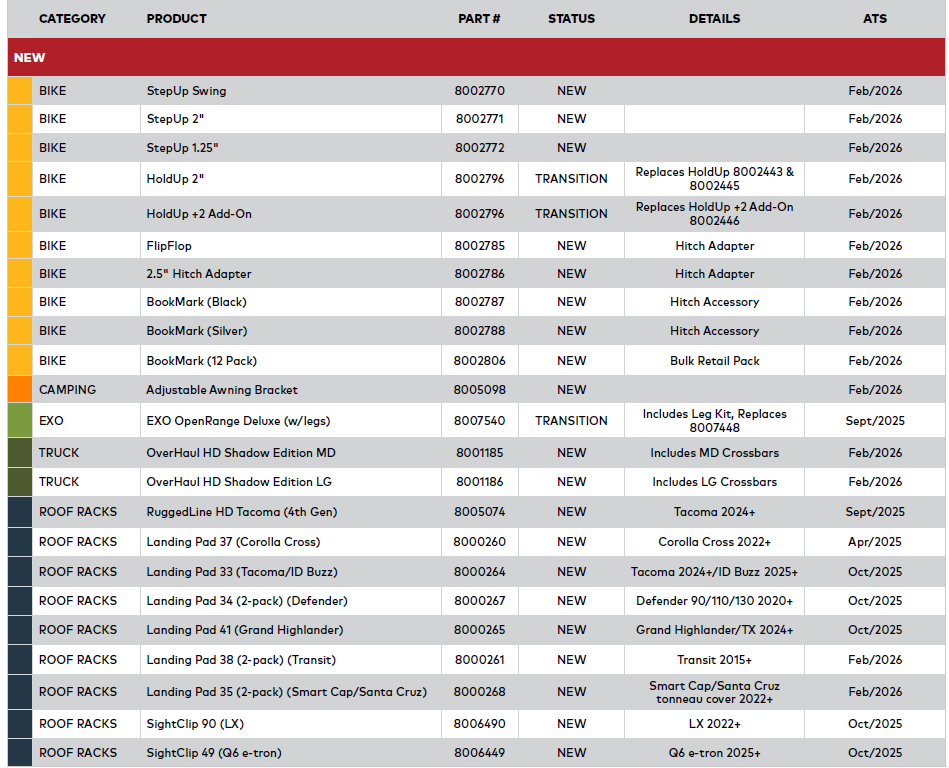 CATEGORY PRODUCT PART # STATUS DETAILS ATS
NEW
BIKE StepUp Swing 8002770 NEW Feb/2026
BIKE StepUp 2" 8002771 NEW Feb/2026
BIKE StepUp 1.25" 8002772 NEW Feb/2026
BIKE HoldUp 2" 8002796 TRANSITION Replaces HoldUp 8002443 &
8002445 Feb/2026
BIKE HoldUp +2 Add-On 8002796 TRANSITION Replaces HoldUp +2 Add-On
8002446 Feb/2026
BIKE FlipFlop 8002785 NEW Hitch Adapter Feb/2026
BIKE 2.5" Hitch Adapter 8002786 NEW Hitch Adapter Feb/2026
BIKE BookMark (Black) 8002787 NEW Hitch Accessory Feb/2026
BIKE BookMark (Silver) 8002788 NEW Hitch Accessory Feb/2026
BIKE BookMark (12 Pack) 8002806 NEW Bulk Retail Pack Feb/2026
CAMPING Adjustable Awning Bracket 8005098 NEW Feb/2026
EXO EXO OpenRange Deluxe (w/legs) 8007540 TRANSITION Includes Leg Kit, Replaces
8007448 Sept/2025
TRUCK OverHaul HD Shadow Edition MD 8001185 NEW Includes MD Crossbars Feb/2026
TRUCK OverHaul HD Shadow Edition LG 8001186 NEW Includes LG Crossbars Feb/2026
ROOF RACKS RuggedLine HD Tacoma (4th Gen) 8005074 NEW Tacoma 2024+ Sept/2025
ROOF RACKS Landing Pad 37 (Corolla Cross) 8000260 NEW Corolla Cross 2022+ Apr/2025
ROOF RACKS Landing Pad 33 (Tacoma/ID Buzz) 8000264 NEW Tacoma 2024+/ID Buzz 2025+ Oct/2025
ROOF RACKS Landing Pad 34 (2-pack) (Defender) 8000267 NEW Defender 90/110/130 2020+ Oct/2025
ROOF RACKS Landing Pad 41 (Grand Highlander) 8000265 NEW Grand Highlander/TX 2024+ Oct/2025
ROOF RACKS Landing Pad 38 (2-pack) (Transit) 8000261 NEW Transit 2015+ Feb/2026
ROOF RACKS Landing Pad 35 (2-pack) (Smart Cap/Santa Cruz) 8000268 NEW Smart Cap/Santa Cruz
tonneau cover 2022+ Feb/2026
ROOF RACKS SightClip 90 (LX) 8006490 NEW LX 2022+ Oct/2025
ROOF RACKS SightClip 49 (Q6 e-tron) 8006449 NEW Q6 e-tron 2025+ Oct/2025